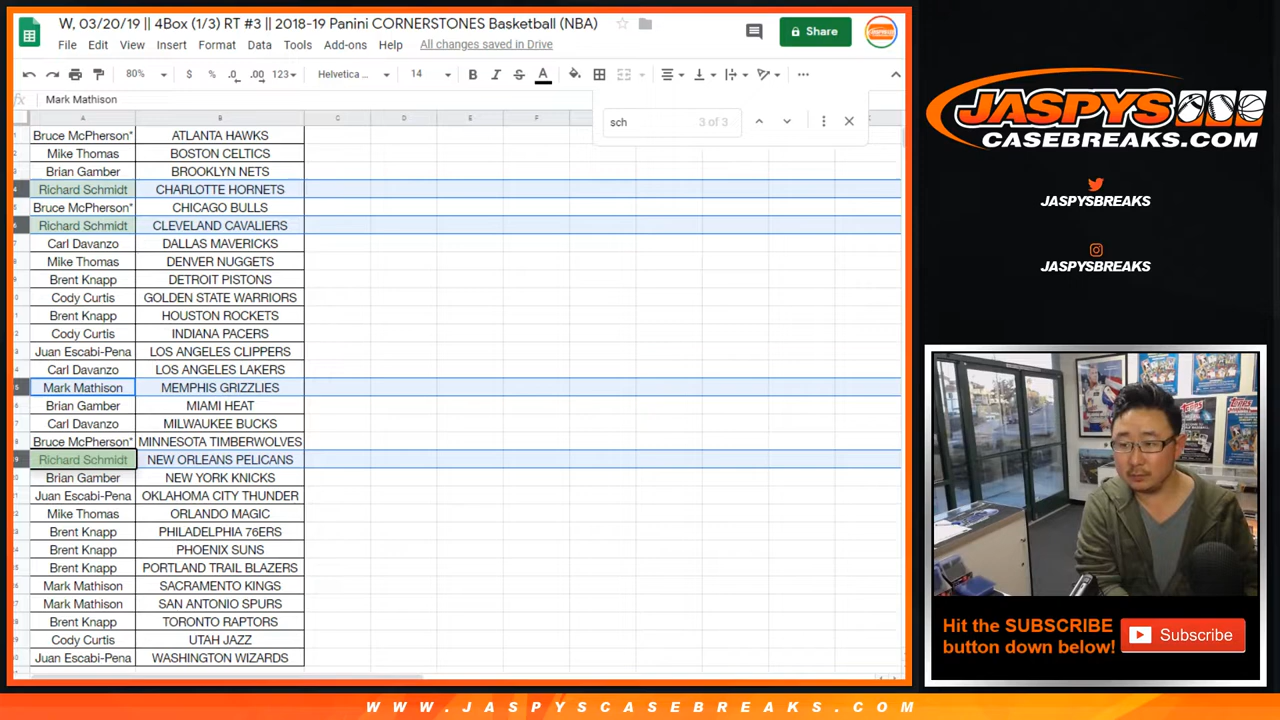 W, 03/20/19 || 4Box (1/3) RT #3 || 2018-19 Panini CORNERSTONES Basketball (NBA)
File Edit View Insert Format Data Tools Add-ons Help All changes saved in Drive
Share
80% $ % .0 .00 123 Helvetica ... 14 B I S A
fx Mark Mathison
sch 3 of 3
A B C D E F
Bruce McPherson* ATLANTA HAWKS
Mike Thomas BOSTON CELTICS
Brian Gamber BROOKLYN NETS
Richard Schmidt CHARLOTTE HORNETS
Bruce McPherson* CHICAGO BULLS
Richard Schmidt CLEVELAND CAVALIERS
Carl Davanzo DALLAS MAVERICKS
Mike Thomas DENVER NUGGETS
Brent Knapp DETROIT PISTONS
Cody Curtis GOLDEN STATE WARRIORS
Brent Knapp HOUSTON ROCKETS
Cody Curtis INDIANA PACERS
Juan Escabi-Pena LOS ANGELES CLIPPERS
Carl Davanzo LOS ANGELES LAKERS
Mark Mathison MEMPHIS GRIZZLIES
Brian Gamber MIAMI HEAT
Carl Davanzo MILWAUKEE BUCKS
Bruce McPherson* MINNESOTA TIMBERWOLVES
Richard Schmidt NEW ORLEANS PELICANS
Brian Gamber NEW YORK KNICKS
Juan Escabi-Pena OKLAHOMA CITY THUNDER
Mike Thomas ORLANDO MAGIC
Brent Knapp PHILADELPHIA 76ERS
Brent Knapp PHOENIX SUNS
Brent Knapp PORTLAND TRAIL BLAZERS
Mark Mathison SACRAMENTO KINGS
Mark Mathison SAN ANTONIO SPURS
Brent Knapp TORONTO RAPTORS
Cody Curtis UTAH JAZZ
Juan Escabi-Pena WASHINGTON WIZARDS
JASPYS
CASEBREAKS.COM
JASPYSBREAKS
JASPYSBREAKS
Hit the SUBSCRIBE
button down below!
Subscribe
WWW.JASPYSCASEBREAKS.COM